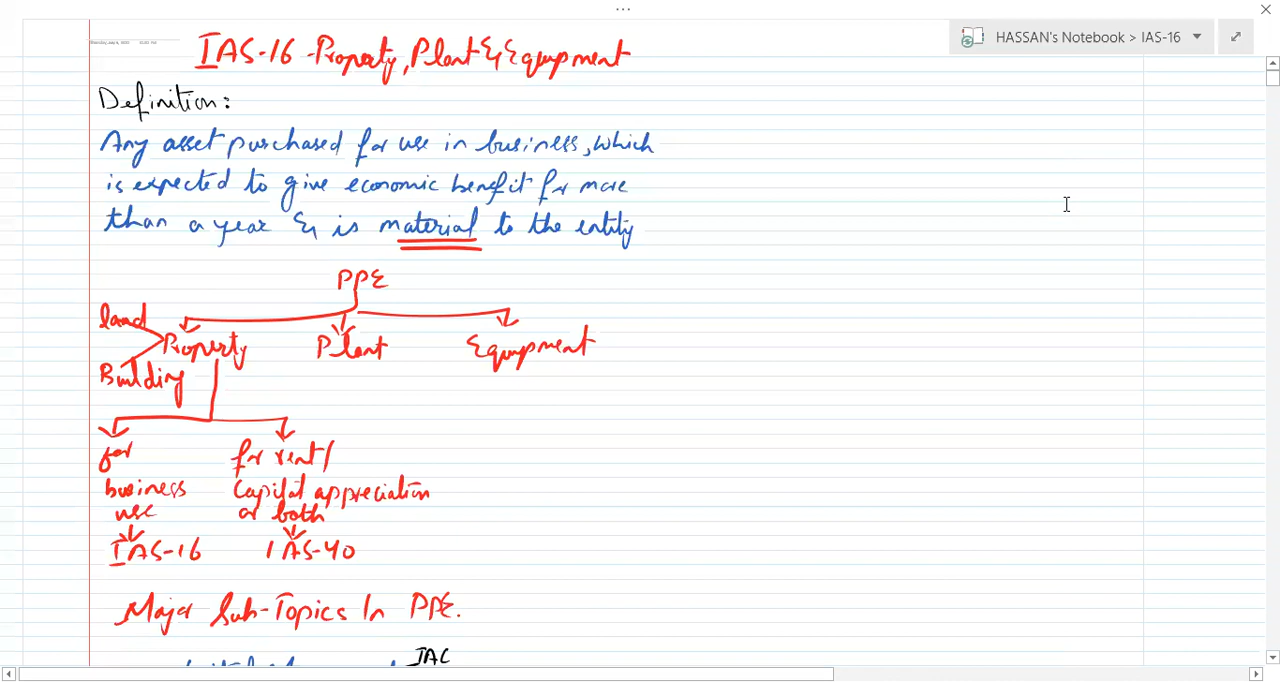 HASSAN's Notebook > IAS-16
IAS-16 - Property, Plant & Equipment
Definition:
Any asset purchased for use in business, which
is expected to give economic benefit for more
than a year & is material to the entity
PPE
land
Property Plant Equipment
Building
for
business
use
IAS-16
for rent/
Capital appreciation
or both
IAS-40
Major Sub-Topics In PPE.